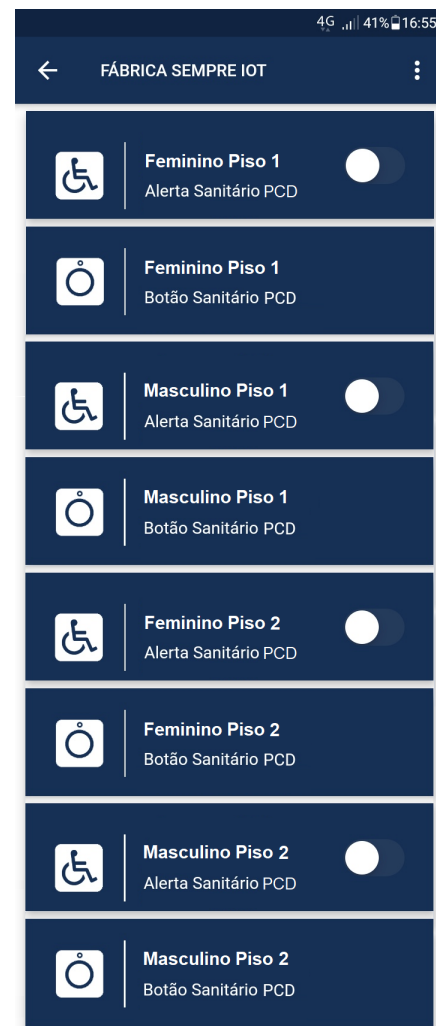 4G 41% 16:55
FÁBRICA SEMPRE IOT
Feminino Piso 1
Alerta Sanitário PCD
Feminino Piso 1
Botão Sanitário PCD
Masculino Piso 1
Alerta Sanitário PCD
Masculino Piso 1
Botão Sanitário PCD
Feminino Piso 2
Alerta Sanitário PCD
Feminino Piso 2
Botão Sanitário PCD
Masculino Piso 2
Alerta Sanitário PCD
Masculino Piso 2
Botão Sanitário PCD